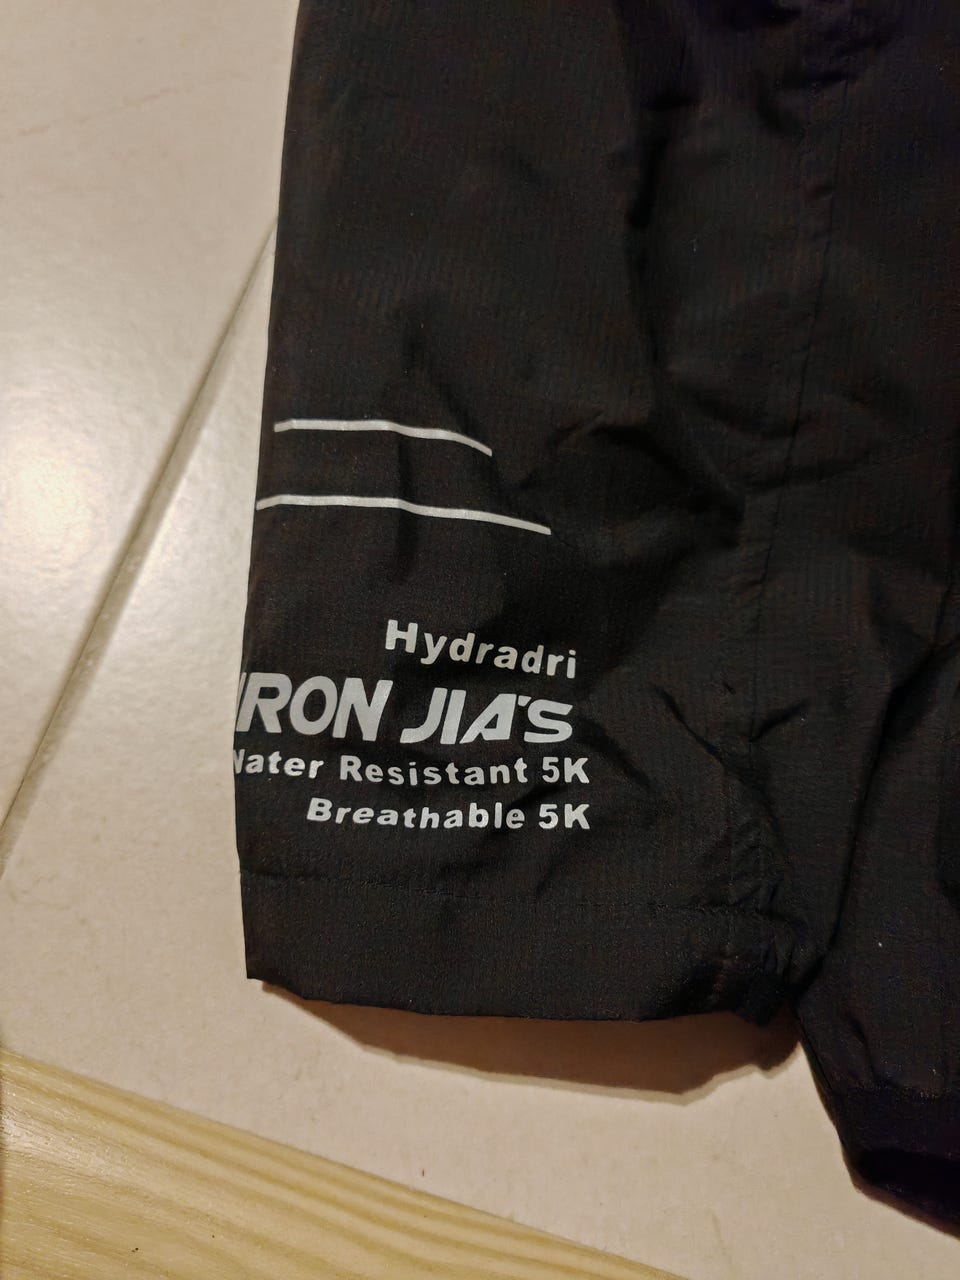 Hydradri
IRON JIA'S
Water Resistant 5K
Breathable 5K